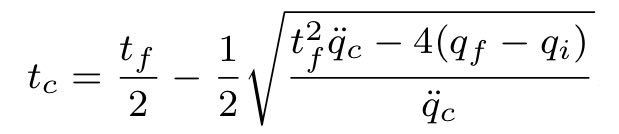 t_c = \frac{t_f}{2} - \frac{1}{2}\sqrt{\frac{t_f^2 \ddot{q}_c - 4(q_f - q_i)}{\ddot{q}_c}}